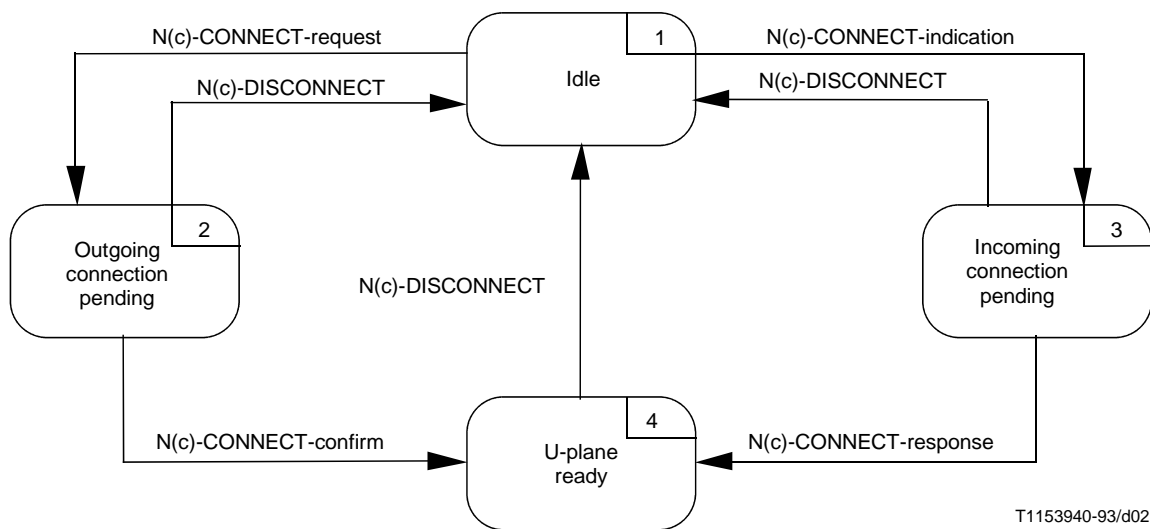 1
N(c)-CONNECT-request
N(c)-CONNECT-indication
Idle
N(c)-DISCONNECT
N(c)-DISCONNECT
2
3
Outgoing
connection
pending
Incoming
connection
pending
N(c)-DISCONNECT
4
N(c)-CONNECT-confirm
N(c)-CONNECT-response
U-plane
ready
T1153940-93/d02